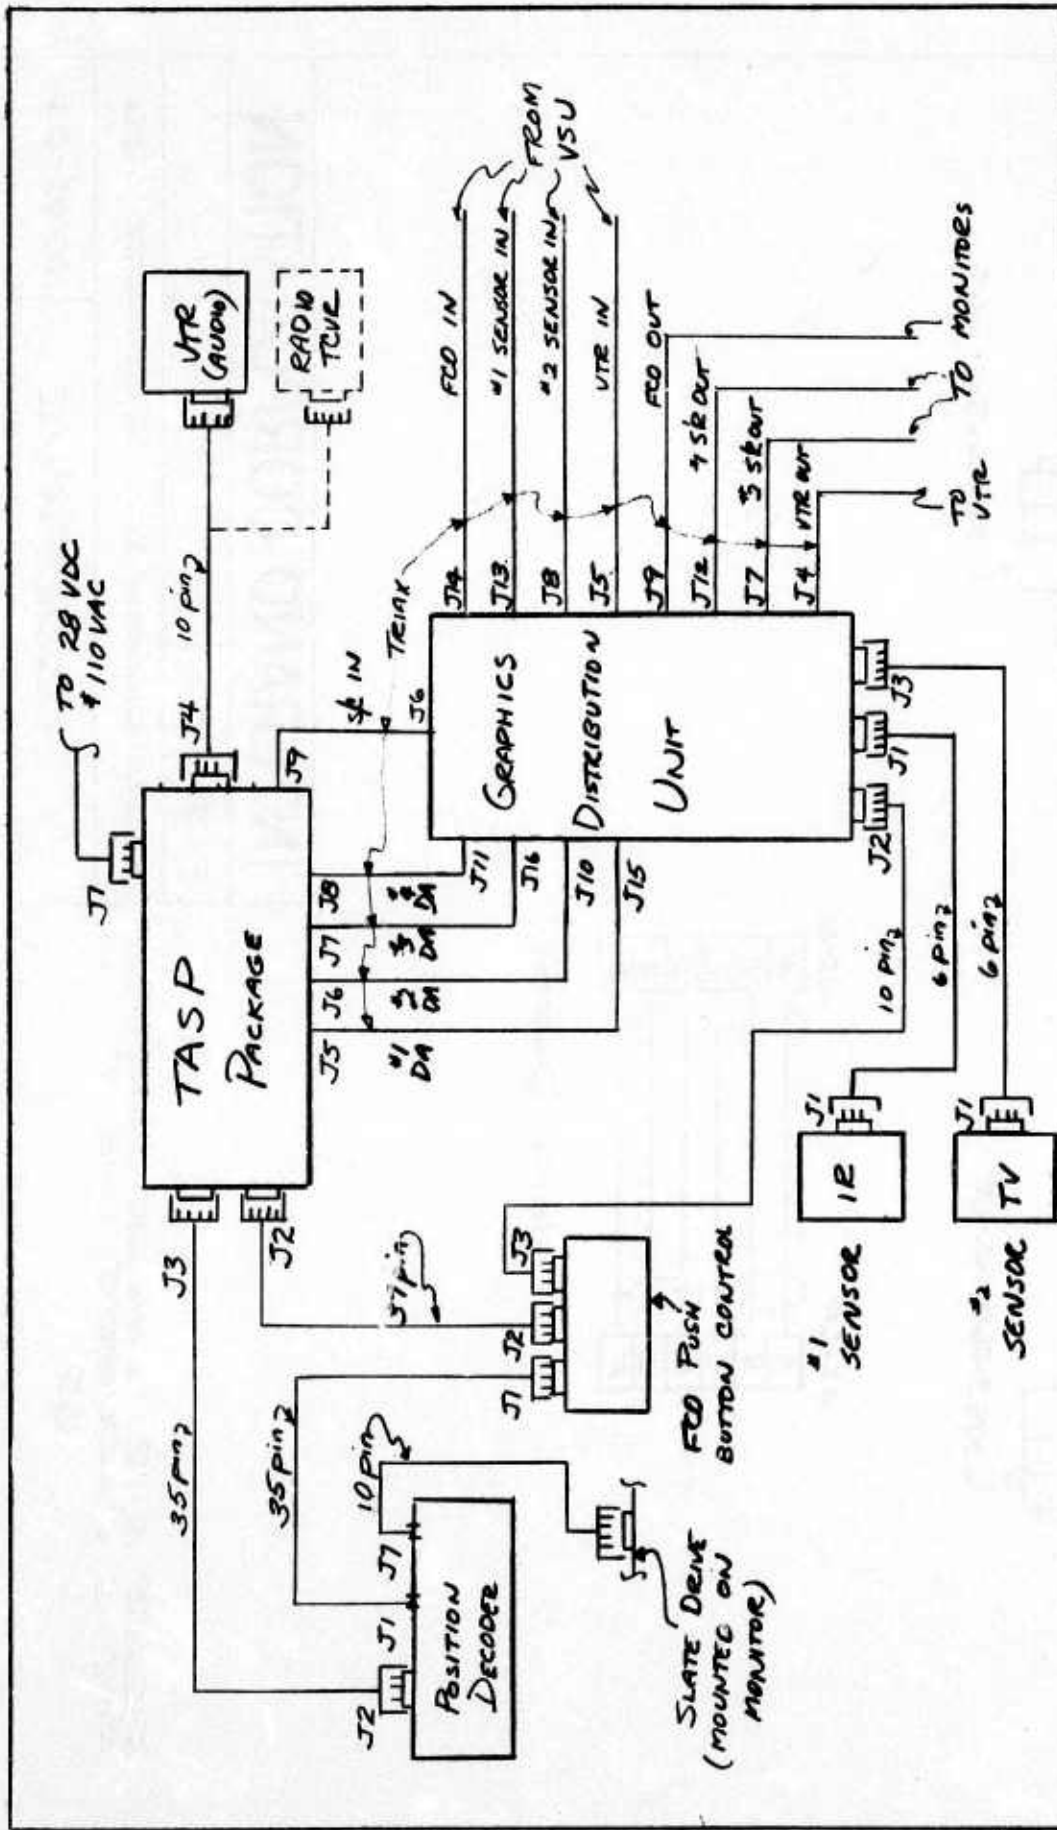 TO 28 VDC
& 110 VAC
J1
J4
10 pin
VTR
(AUDIO)
RADIO
TCVR
TASP
PACKAGE
J3
J2
J5
J6
J7
J8
J9
#1
DA
DA
DA
DA
IN
J6
TRIAX
GRAPHICS
DISTRIBUTION
UNIT
J11
J16
J10
J15
J14
J13
J8
J5
J9
J12
J7
J4
FCO IN
#1 SENSOR IN
#2 SENSOR IN
VTR IN
FCO OUT
OUT
OUT
VTR OUT
FROM
VSU
TO MONITORS
TO
VTR
J2
J1
J3
10 pin
6 pin
6 pin
35 pin
35 pin
37 pin
10 pin
J2
J1
J7
POSITION
DECODER
J1
J2
J3
FCO PUSH
BUTTON CONTROL
SLATE DRIVE
(MOUNTED ON
MONITOR)
J1
IR
#1
SENSOR
J1
TV
#2
SENSOR